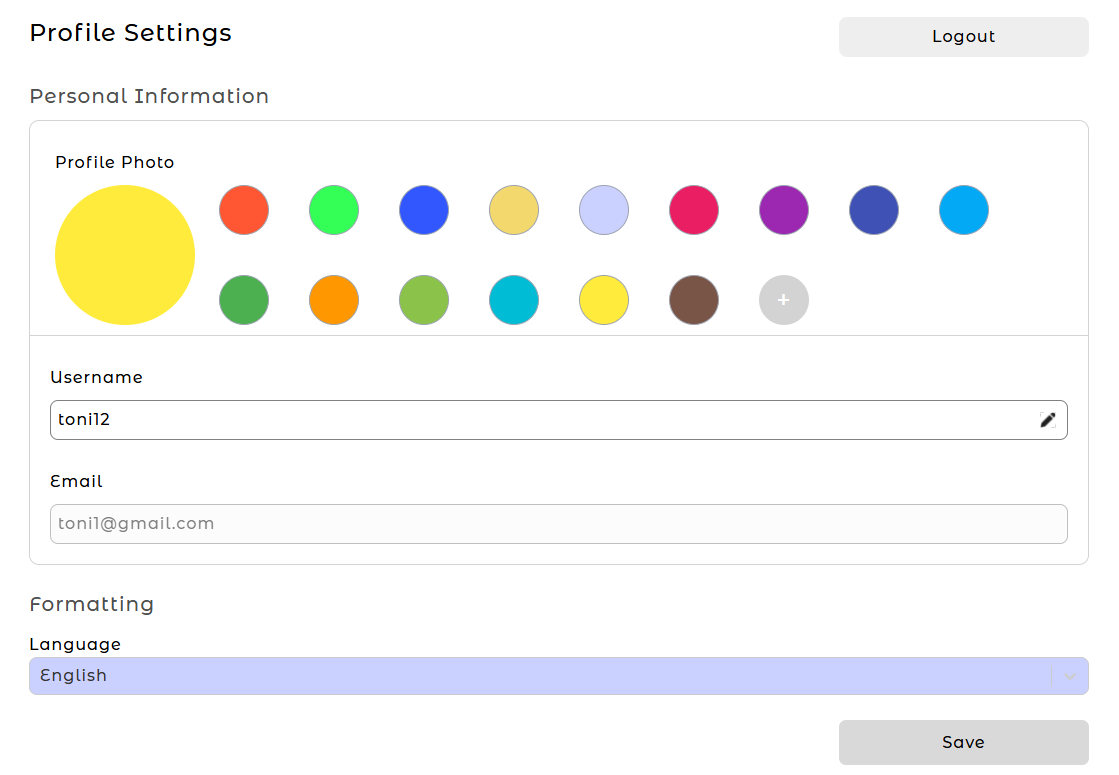 Profile Settings
Logout
Personal Information
Profile Photo
+
Username
toni12
Email
toni1@gmail.com
Formatting
Language
English
Save